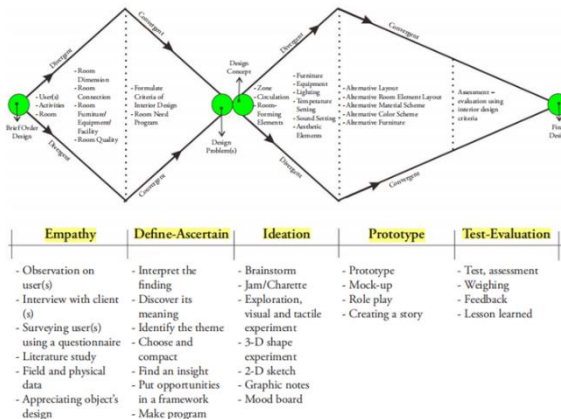 Divergent
Convergent
Design
Concept
Divergent
Convergent
-User(s)
-Activities
-Room
Brief Order
Design
- Room
Dimension
- Room
Connection
- Room
Furniture/
Equipment/
Facility
- Room Quality
- Formulate
Criteria of
Interior Design
- Room Need
Program
Design
Problem(s)
- Zone
- Circulation
- Room-
Forming
Elements
- Furniture
- Equipment
- Lighting
- Temperature
Setting
- Sound Setting
- Aesthetic
Elements
- Alternative Layout
- Alternative Room Element Layout
- Alternative Material Scheme
- Alternative Color Scheme
- Alternative Furniture
Assessment –
evaluation using
interior design
criteria
Divergent
Convergent
Divergent
Convergent
Empathy
- Observation on
user(s)
- Interview with client
(s)
- Surveying user(s)
using a questionnaire
- Literature study
- Field and physical
data
- Appreciating object's
design
Define-Ascertain
- Interpret the
finding
- Discover its
meaning
- Identify the theme
- Choose and
compact
- Find an insight
- Put opportunities
in a framework
- Make program
Ideation
- Brainstorm
- Jam/Charette
- Exploration,
visual and tactile
experiment
- 3-D shape
experiment
- 2-D sketch
- Graphic notes
- Mood board
Prototype
- Prototype
- Mock-up
- Role play
- Creating a story
Test-Evaluation
- Test, assessment
- Weighing
- Feedback
- Lesson learned